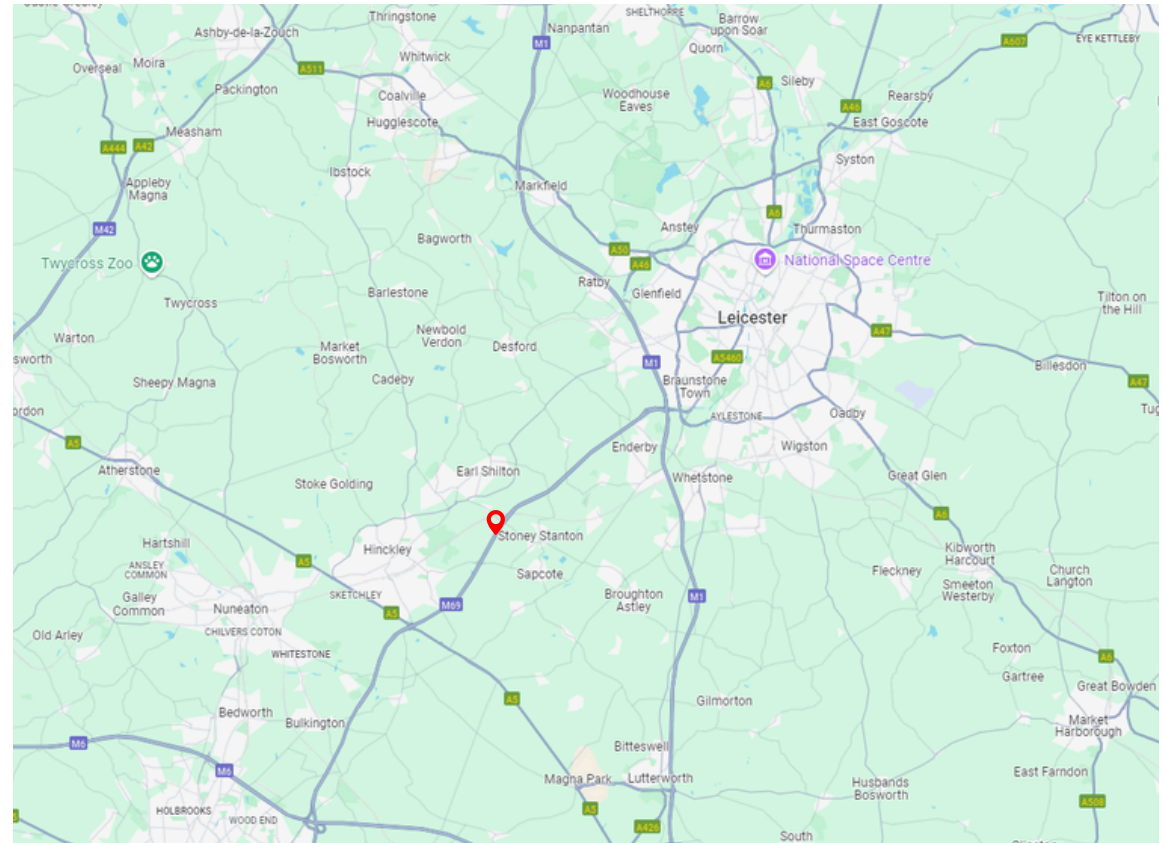 Thringstone
SHELTHORPE
Barrow
upon Soar
Nanpantan
M1
A607
EYE KETTLEBY
Ashby-de-la-Zouch
Quorn
Whitwick
Overseal
Moira
A511
A6
Sileby
Packington
Coalville
Woodhouse
Eaves
Rearsby
A46
Hugglescote
East Goscote
Measham
A444
A42
Syston
Ibstock
Markfield
Appleby
Magna
A6
M42
Anstey
Thurmaston
Bagworth
A50
Twycross Zoo
A46
National Space Centre
Ratby
Glenfield
Barlestone
Twycross
Tilton on
the Hill
Leicester
Newbold
Verdon
A47
Warton
Market
Bosworth
Desford
sworth
A5460
M1
Billesdon
Sheepy Magna
Cadeby
Braunstone
Town
A47
ordon
Tug
AYLESTONE
Oadby
A5
Enderby
Wigston
Atherstone
Earl Shilton
Stoke Golding
Whetstone
Great Glen
A6
Stoney Stanton
Hartshill
Hinckley
Kibworth
Harcourt
A5
ANSLEY
COMMON
Sapcote
Fleckney
Church
Langton
Galley
Common
SKETCHLEY
Broughton
Astley
M1
Smeeton
Westerby
Nuneaton
M69
A5
CHILVERS COTON
Old Arley
WHITESTONE
Foxton
A6
Gartree
Great Bowden
A5
Gilmorton
Bedworth
Bulkington
Market
Harborough
M6
Bitteswell
M6
Magna Park
Lutterworth
East Farndon
Husbands
Bosworth
HOLBROOKS
WOOD END
A5
A508
A426
South